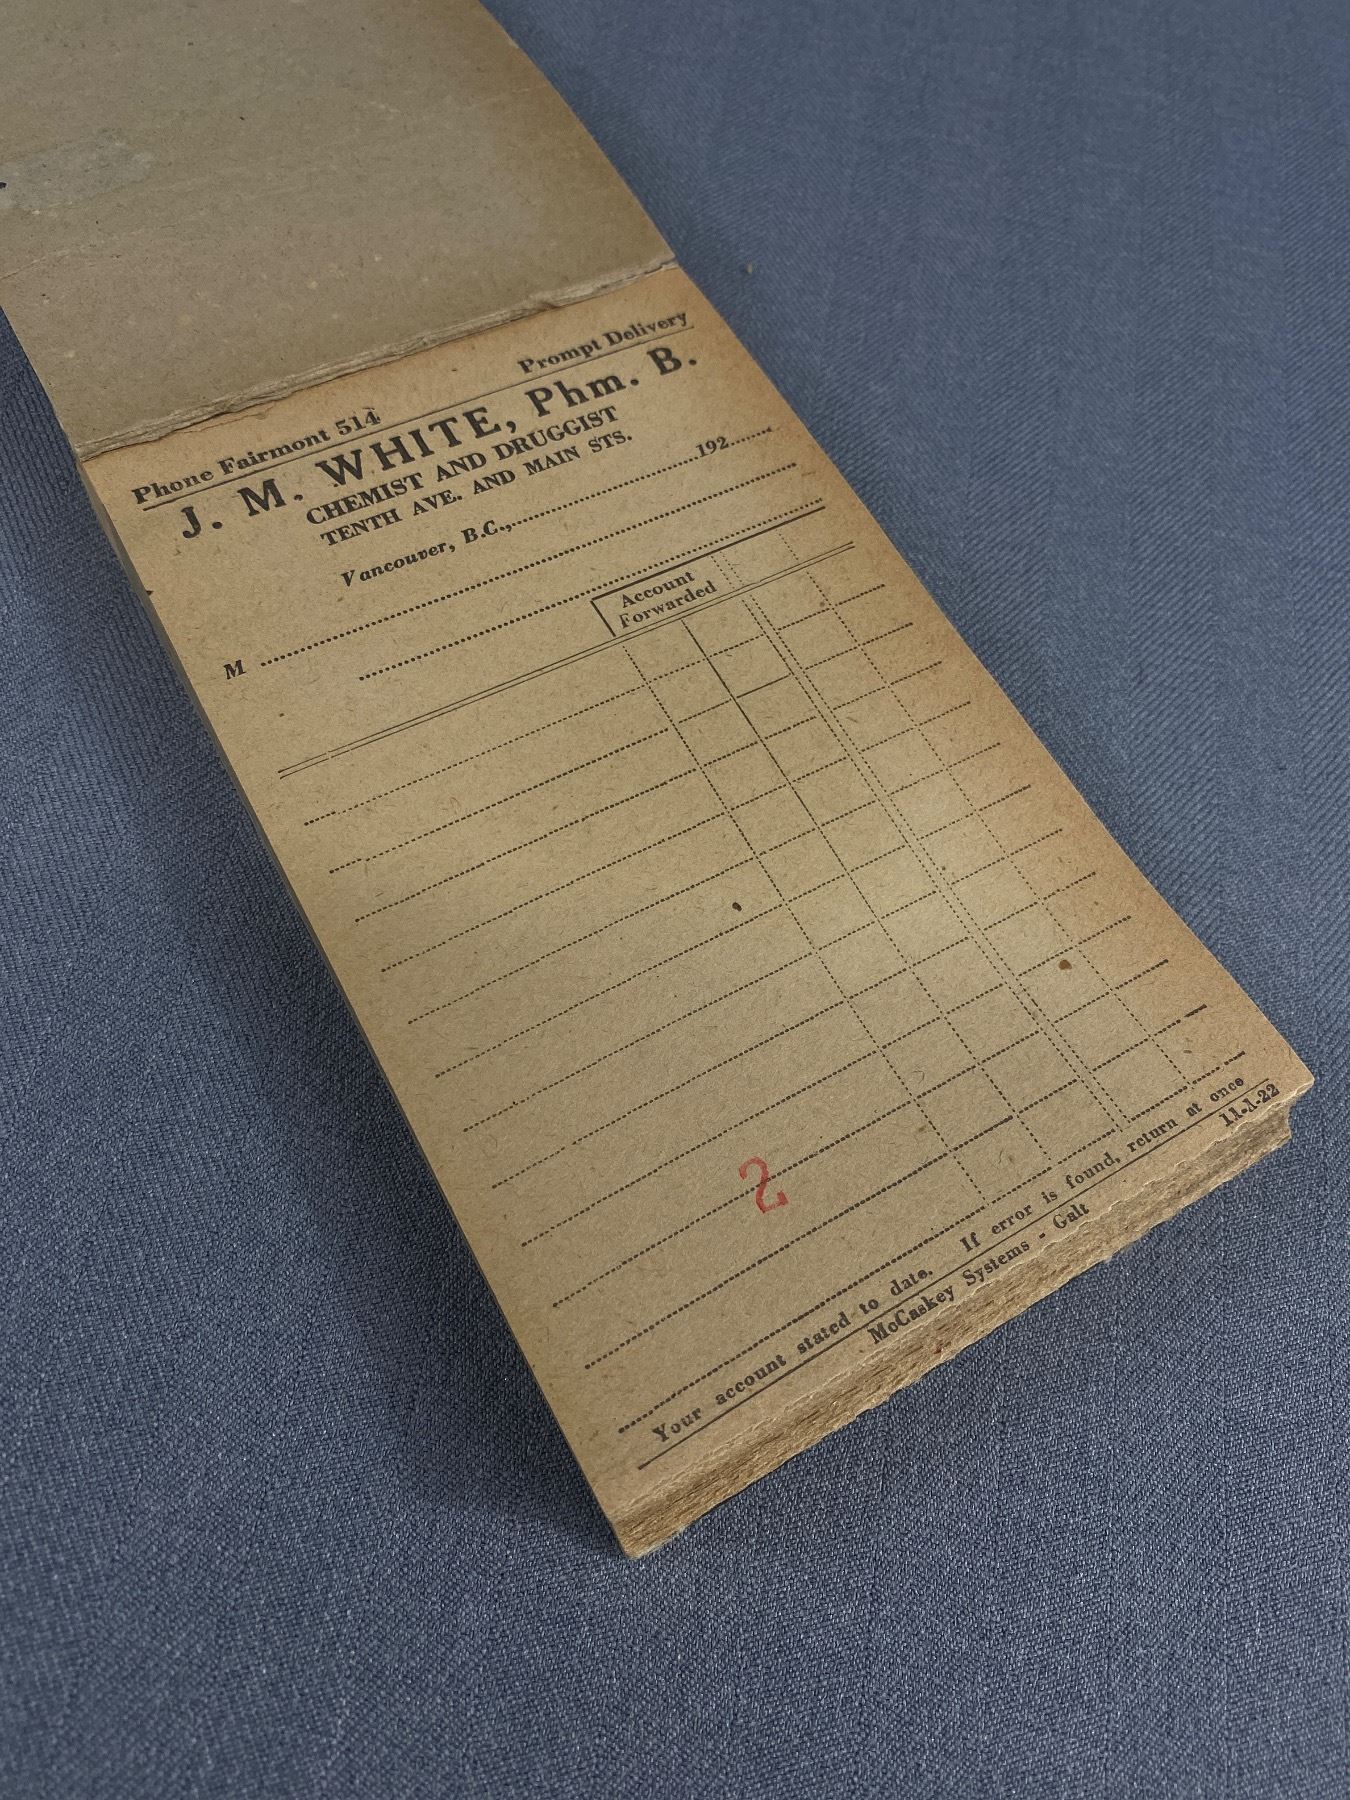 Phone Fairmont 514 Prompt Delivery
J. M. WHITE, Phm. B.
CHEMIST AND DRUGGIST
TENTH AVE. AND MAIN STS.
Vancouver, B.C., 192
M
Account
Forwarded
2
Your account stated to date. If error is found, return at once
McCaskey Systems - Galt 11-1-22